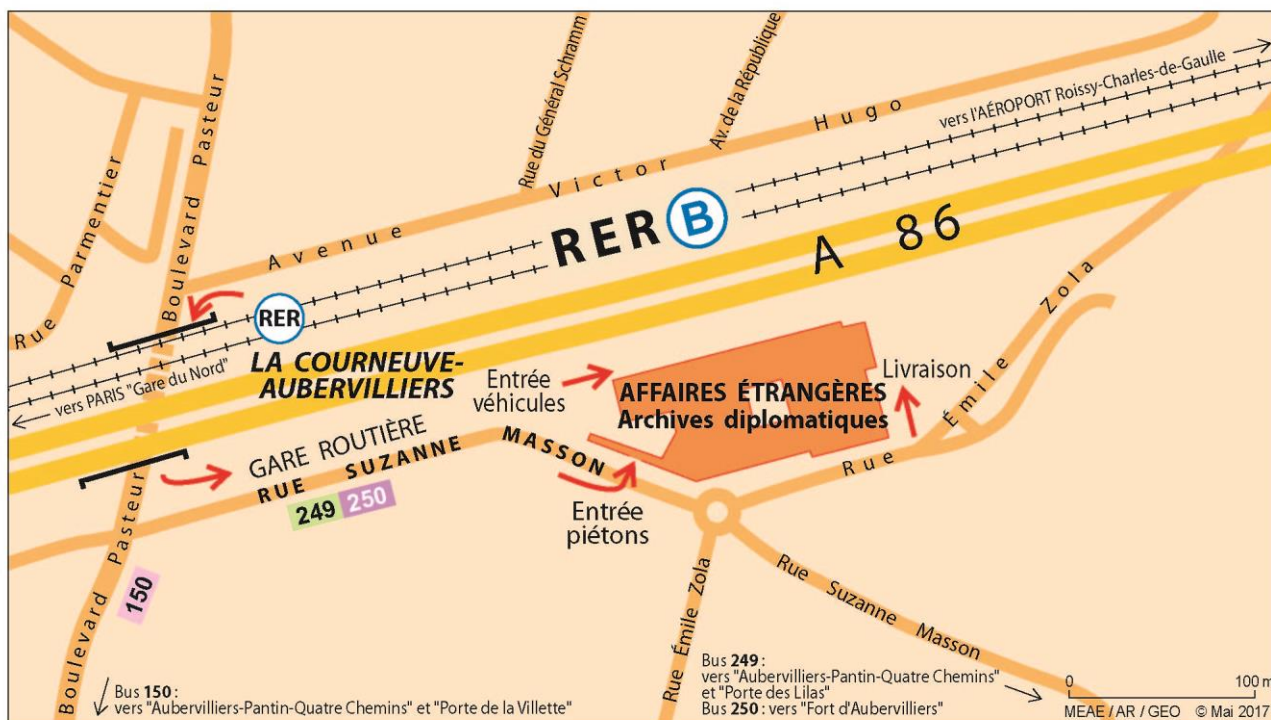 Rue du Général Schramm
Av. de la République
Boulevard Pasteur
Rue Parmentier
Avenue Victor Hugo
vers l'AÉROPORT Roissy-Charles-de-Gaulle
RER B
A 86
RER
LA COURNEUVE-
AUBERVILLIERS
vers PARIS "Gare du Nord"
Entrée
véhicules
AFFAIRES ÉTRANGÈRES
Archives diplomatiques
Livraison
Rue Émile Zola
GARE ROUTIÈRE
RUE SUZANNE MASSON
249 250
Entrée
piétons
Boulevard Pasteur
150
Rue Émile Zola
Rue Suzanne Masson
Bus 150 :
vers "Aubervilliers-Pantin-Quatre Chemins" et "Porte de la Villette"
Bus 249 :
vers "Aubervilliers-Pantin-Quatre Chemins"
et "Porte des Lilas"
Bus 250 : vers "Fort d'Aubervilliers"
0 100 m
MEAE / AR / GEO © Mai 2017